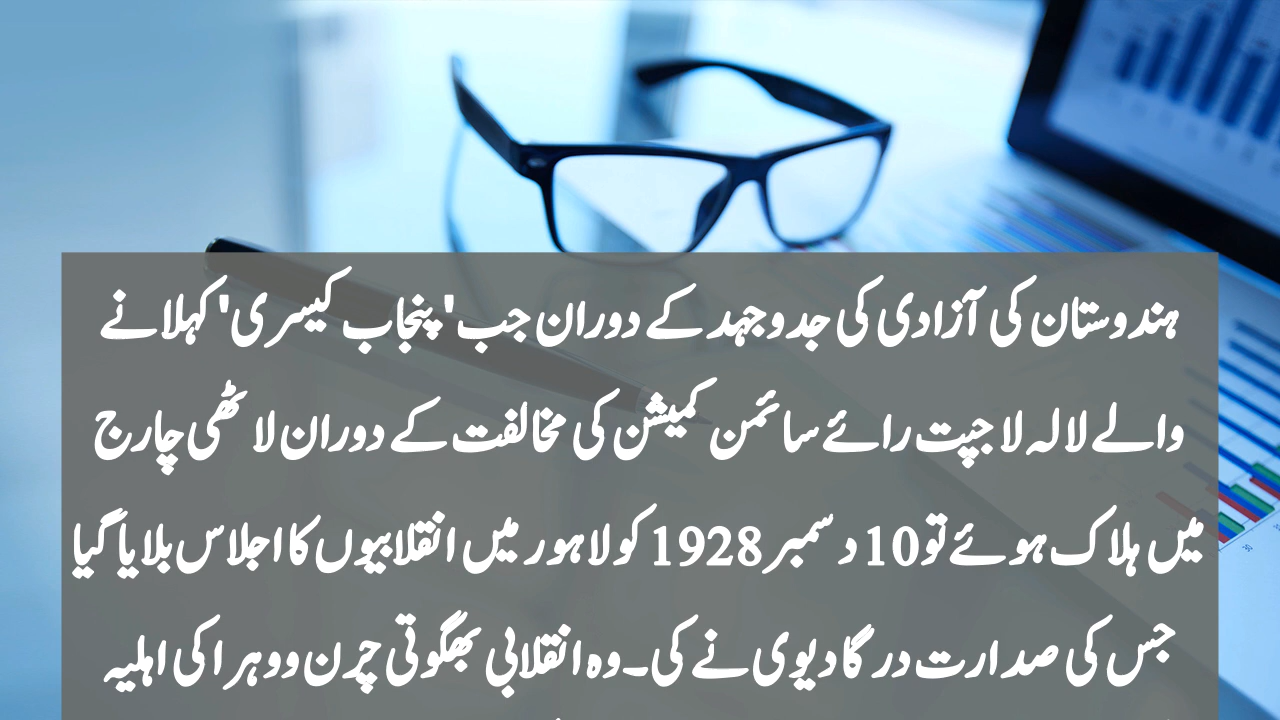 ہندوستان کی آزادی کی جدوجہد کے دوران جب 'پنجاب کیسری' کہلانے
والے لالہ لاجپت رائے سائمن کمیشن کی مخالفت کے دوران لاٹھی چارج
میں ہلاک ہوئے تو 10 دسمبر 1928 کو لاہور میں انقلابیوں کا اجلاس بلایا گیا
جس کی صدارت درگا دیوی نے کی۔ وہ انقلابی بھگوتی چرن ووہرا کی اہلیہ